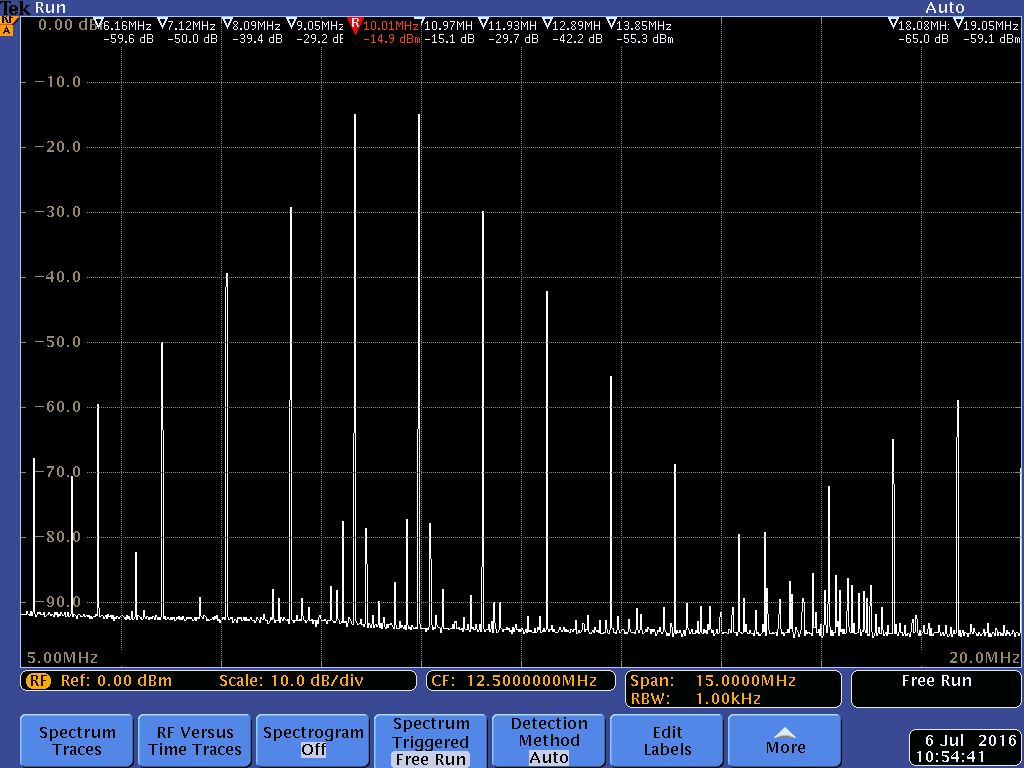 Tek Run Auto
RF
A
0.00 dB
6.16MHz 7.12MHz 8.09MHz 9.05MHz R 10.01MHz 10.97MH 11.93MH 12.89MH 13.85MHz 18.08MH: 19.05MHz
-59.6 dB -50.0 dB -39.4 dB -29.2 dB -14.9 dBm -15.1 dB -29.7 dB -42.2 dB -55.3 dBm -65.0 dB -59.1 dBm
-10.0
-20.0
-30.0
-40.0
-50.0
-60.0
-70.0
-80.0
-90.0
5.00MHz 20.0MHz
RF Ref: 0.00 dBm Scale: 10.0 dB/div
CF: 12.5000000MHz
Span: 15.0000MHz
RBW: 1.00kHz
Free Run
Spectrum
Traces
RF Versus
Time Traces
Spectrogram
Off
Spectrum
Triggered
Free Run
Detection
Method
Auto
Edit
Labels
More
6 Jul 2016
10:54:41